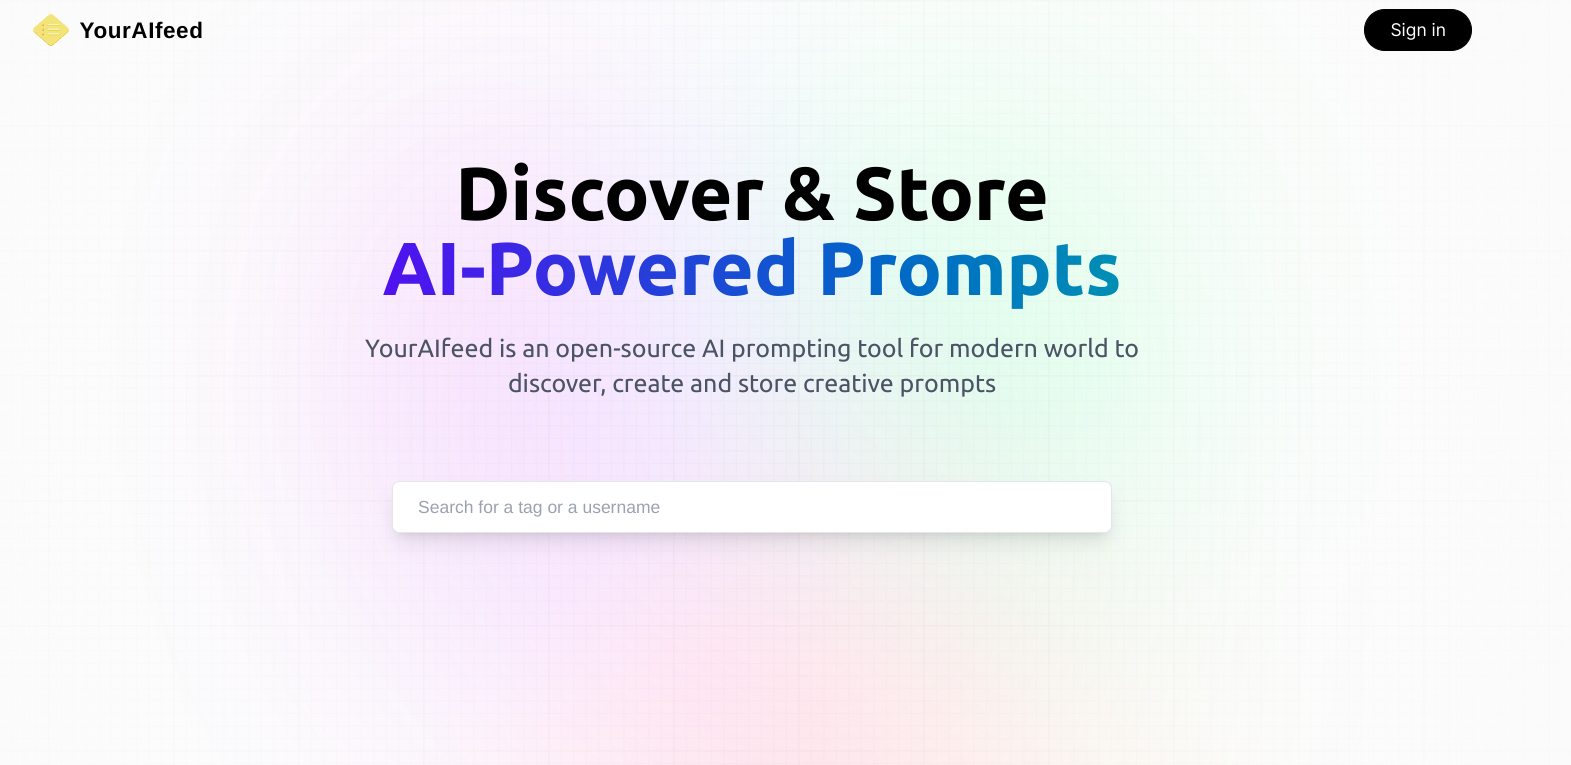 YourAIfeed
Sign in
Discover & Store
AI-Powered Prompts
YourAIfeed is an open-source AI prompting tool for modern world to
discover, create and store creative prompts
Search for a tag or a username